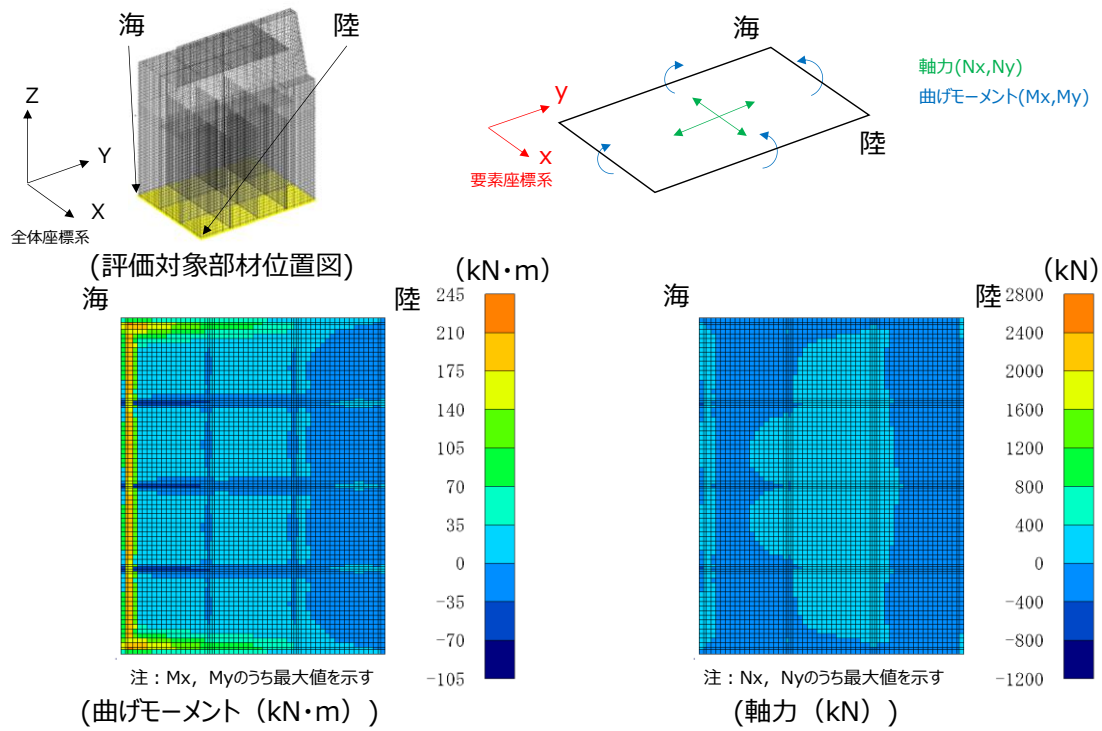 海
陸
Z
Y
X
全体座標系
(評価対象部材位置図)
海
陸
y
x
要素座標系
軸力(Nx,Ny)
曲げモーメント(Mx,My)
(kN・m)
海
陸
245
210
175
140
105
70
35
0
-35
-70
-105
注：Mx，Myのうち最大値を示す
(曲げモーメント（kN・m）)
(kN)
海
陸
2800
2400
2000
1600
1200
800
400
0
-400
-800
-1200
注：Nx，Nyのうち最大値を示す
(軸力（kN）)